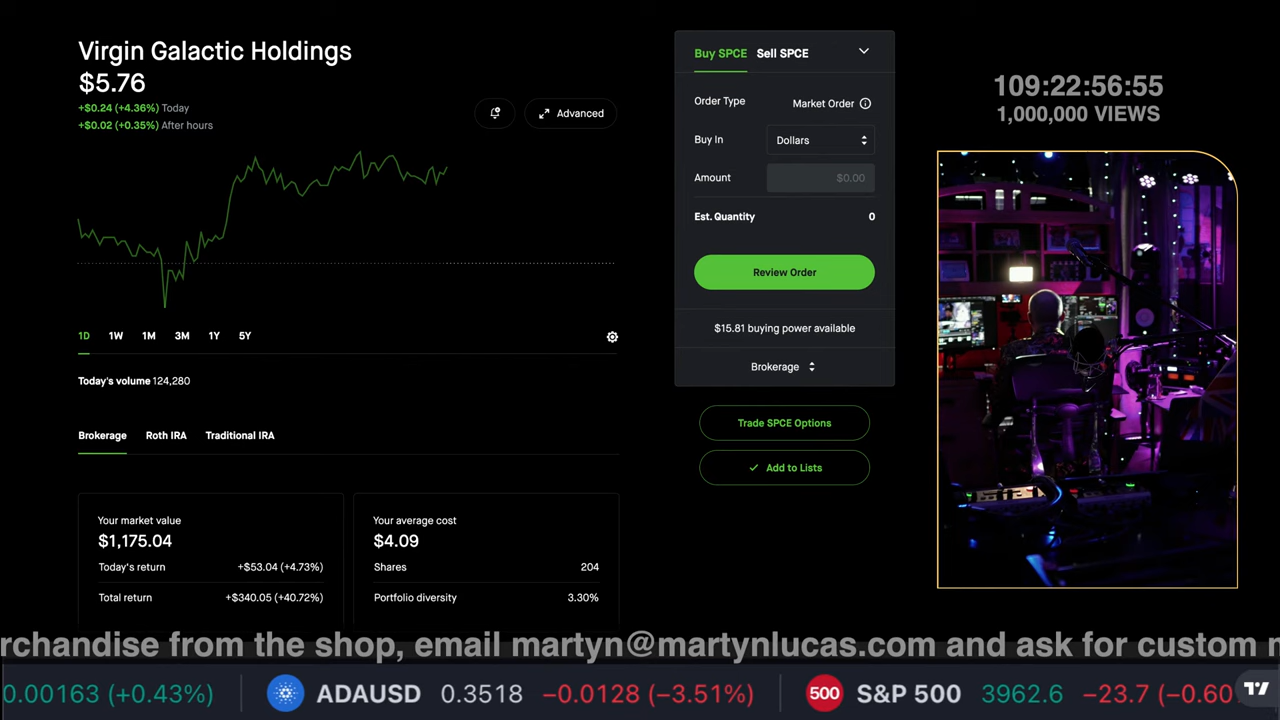 Virgin Galactic Holdings
$5.76
+$0.24 (+4.36%) Today
+$0.02 (+0.35%) After hours
Advanced
1D 1W 1M 3M 1Y 5Y
Today's volume 124,280
Brokerage Roth IRA Traditional IRA
Your market value
$1,175.04
Today's return +$53.04 (+4.73%)
Total return +$340.05 (+40.72%)
Your average cost
$4.09
Shares 204
Portfolio diversity 3.30%
Buy SPCE Sell SPCE
Order Type Market Order
Buy In Dollars
Amount $0.00
Est. Quantity 0
Review Order
$15.81 buying power available
Brokerage
Trade SPCE Options
Add to Lists
109:22:56:55
1,000,000 VIEWS
rchandise from the shop, email martyn@martynlucas.com and ask for custom
0.00163 (+0.43%) ADAUSD 0.3518 −0.0128 (−3.51%) 500 S&P 500 3962.6 −23.7 (−0.60